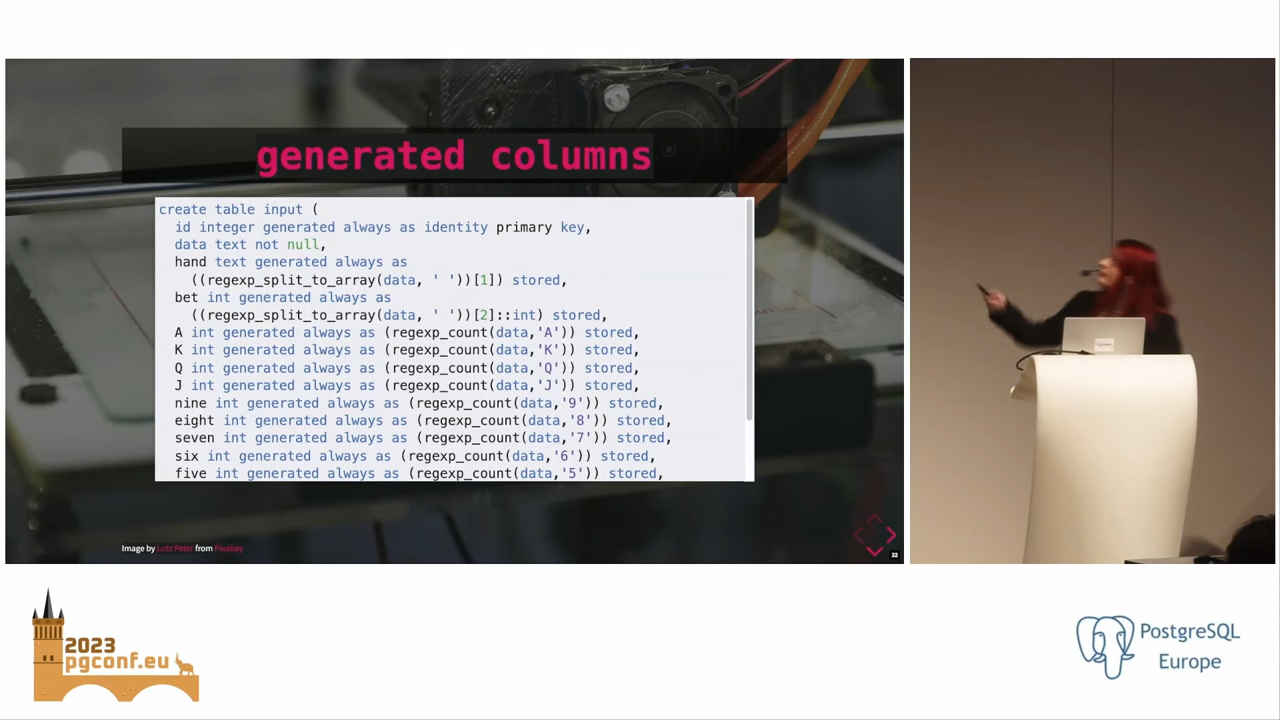 generated columns
create table input (
id integer generated always as identity primary key,
data text not null,
hand text generated always as
((regexp_split_to_array(data, ' '))[1]) stored,
bet int generated always as
((regexp_split_to_array(data, ' '))[2]::int) stored,
A int generated always as (regexp_count(data,'A')) stored,
K int generated always as (regexp_count(data,'K')) stored,
Q int generated always as (regexp_count(data,'Q')) stored,
J int generated always as (regexp_count(data,'J')) stored,
nine int generated always as (regexp_count(data,'9')) stored,
eight int generated always as (regexp_count(data,'8')) stored,
seven int generated always as (regexp_count(data,'7')) stored,
six int generated always as (regexp_count(data,'6')) stored,
five int generated always as (regexp_count(data,'5')) stored,
Image by Lutz Peter from Pixabay
22
2023
pgconf.eu
PostgreSQL
Europe